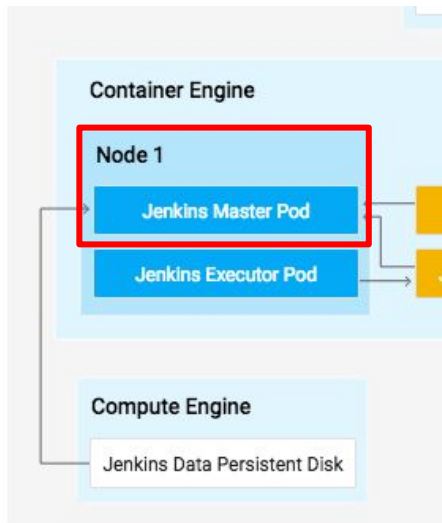 Container Engine
Node 1
Jenkins Master Pod
Jenkins Executor Pod
Compute Engine
Jenkins Data Persistent Disk